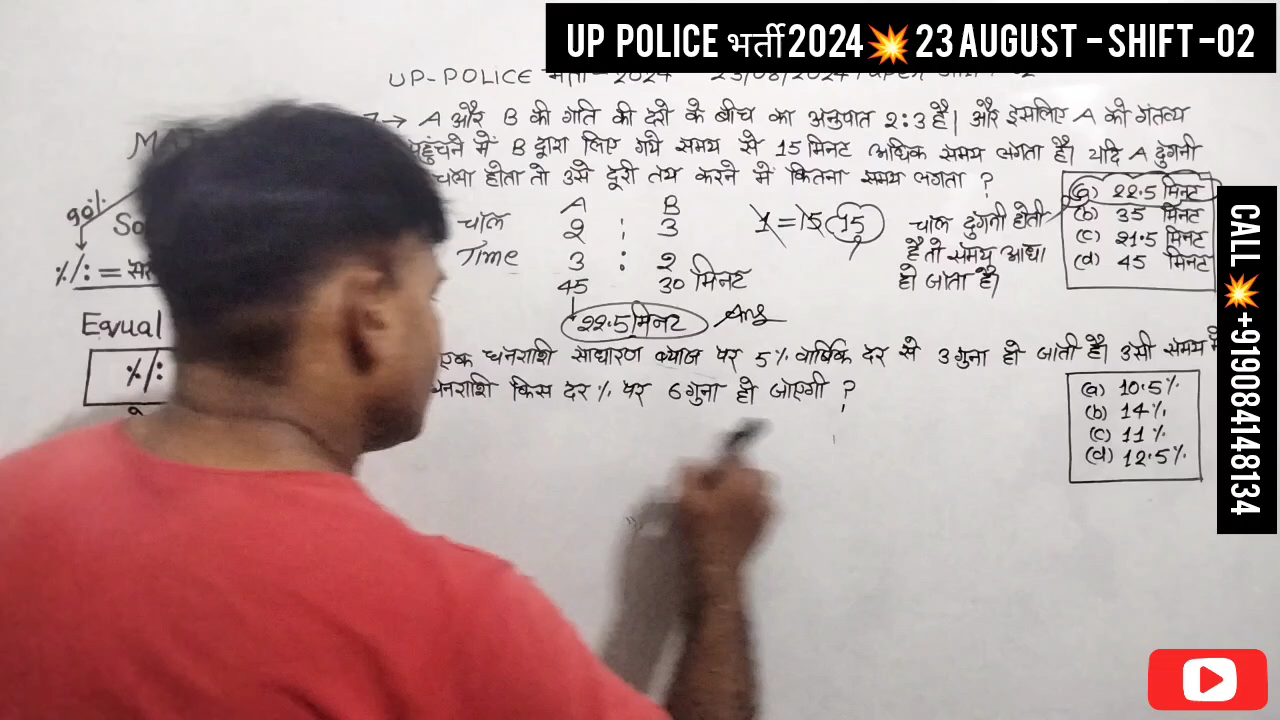 UP POLICE भर्ती 2024💥23 AUGUST - SHIFT -02
UP-POLICE भर्ती - 2024
→ A और B की गति की दरो के बीच का अनुपात 2:3 है। और इसलिए A को गंतव्य
पहुंचने में B द्वारा लिए गये समय से 15 मिनट अधिक समय लगता है। यदि A दुगनी
होता तो उसे दूरी तय करने में कितना समय लगता ?
A B
चाल 2 : 3
Time 3 : 2
45 30 मिनट
22.5 मिनट Ans
1 = 15 15
चाल दुगनी होती
है तो समय आधा
हो जाता है।
(a) 22.5 मिनट
(b) 35 मिनट
(c) 21.5 मिनट
(d) 45 मिनट
90%
%/: =
Equal
%/:
एक धनराशि साधारण ब्याज पर 5% वार्षिक दर से 3 गुना हो जाती है। उसी समय में
धनराशि किस दर % पर 6 गुना हो जाएगी ?
(a) 10.5%
(b) 14%
(c) 11%
(d) 12.5%
CALL 💥+919084148134